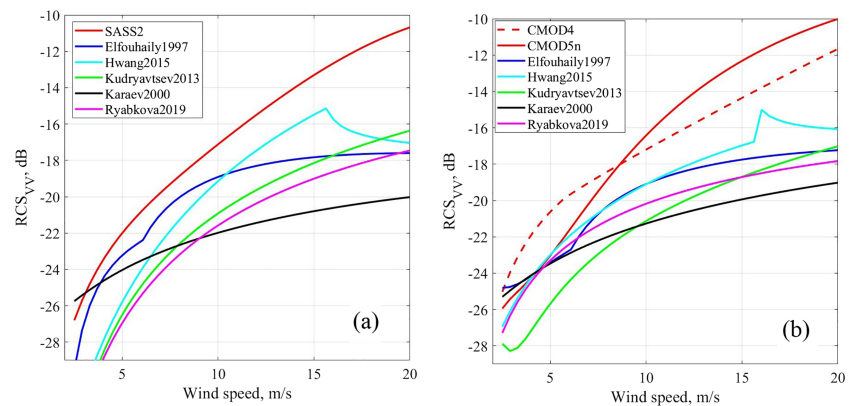 -10
-12
-14
-16
-18
-20
-22
-24
-26
-28
RCS_VV, dB
SASS2
Elfouhaily1997
Hwang2015
Kudryavtsev2013
Karaev2000
Ryabkova2019
(a)
5
10
15
20
Wind speed, m/s
-10
-12
-14
-16
-18
-20
-22
-24
-26
-28
RCS_VV, dB
CMOD4
CMOD5n
Elfouhaily1997
Hwang2015
Kudryavtsev2013
Karaev2000
Ryabkova2019
(b)
5
10
15
20
Wind speed, m/s